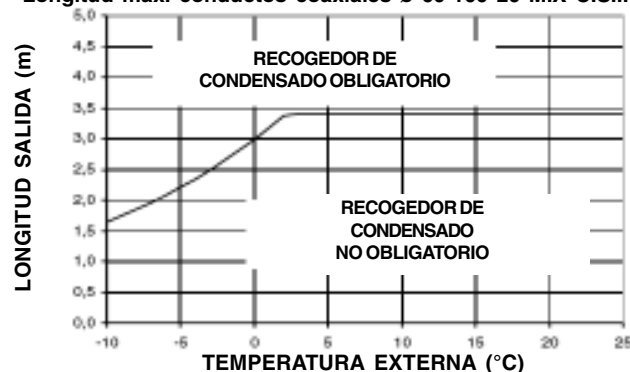 5,0
4,5
4,0
3,5
3,0
2,5
2,0
1,5
1,0
0,5
0,0
LONGITUD SALIDA (m)
RECOGEDOR DE
CONDENSADO OBLIGATORIO
RECOGEDOR DE
CONDENSADO
NO OBLIGATORIO
-10 -5 0 5 10 15 20 25
TEMPERATURA EXTERNA (°C)